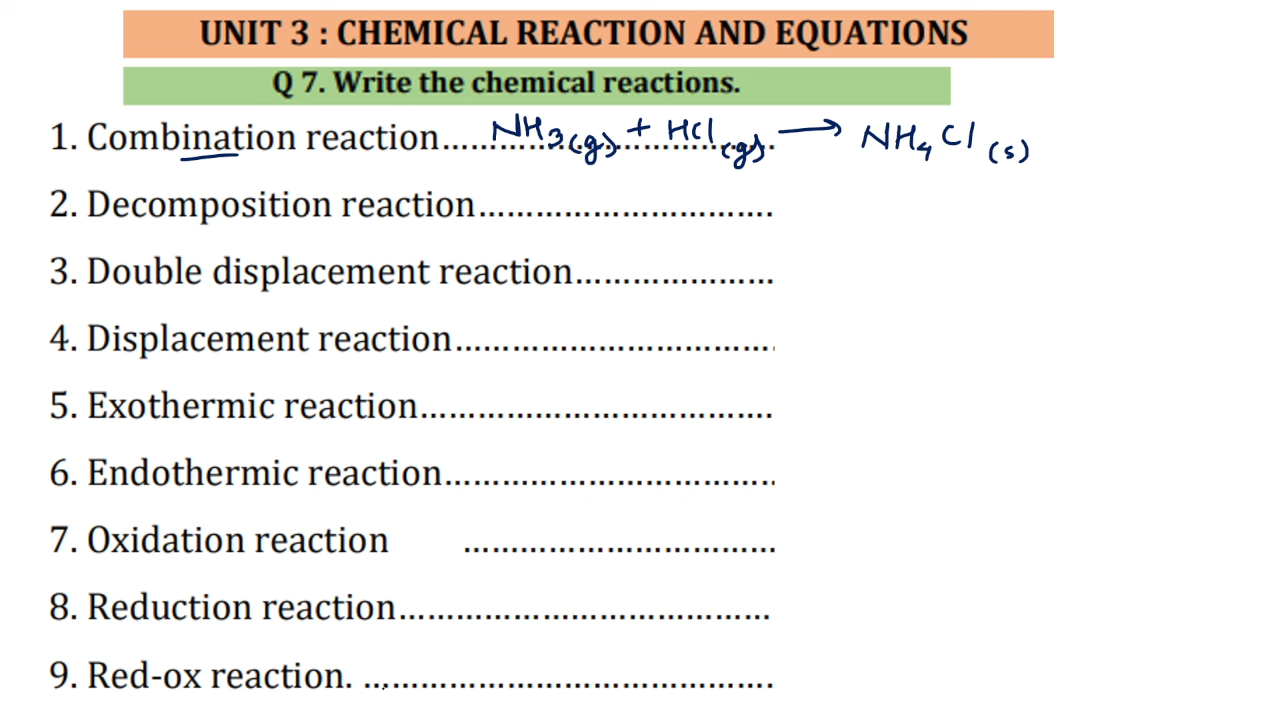 UNIT 3 : CHEMICAL REACTION AND EQUATIONS
Q 7. Write the chemical reactions.
1. Combination reaction.................................. NH3(g) + HCl(g) → NH4Cl(s)
2. Decomposition reaction...............................
3. Double displacement reaction.....................
4. Displacement reaction.................................
5. Exothermic reaction.....................................
6. Endothermic reaction..................................
7. Oxidation reaction .................................
8. Reduction reaction.......................................
9. Red-ox reaction. ...........................................